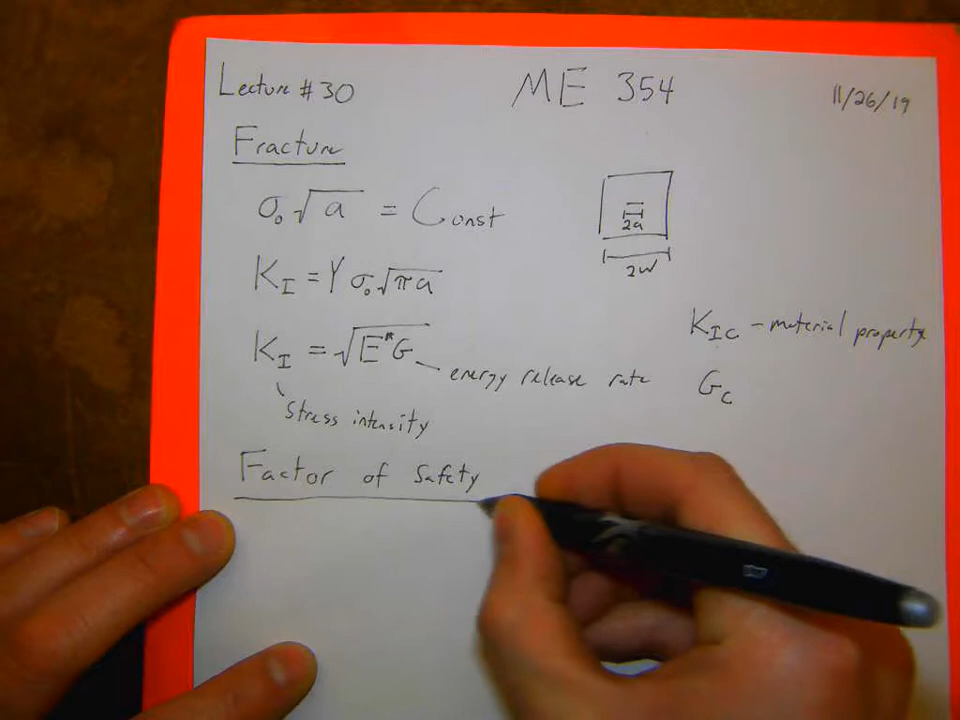 Lecture #30
ME 354
11/26/19
Fracture
σ₀√a = Const
2a
2w
K_I = Y σ₀√πa
K_IC - material property
K_I = √E*G
energy release rate
G_C
stress intensity
Factor of Safety